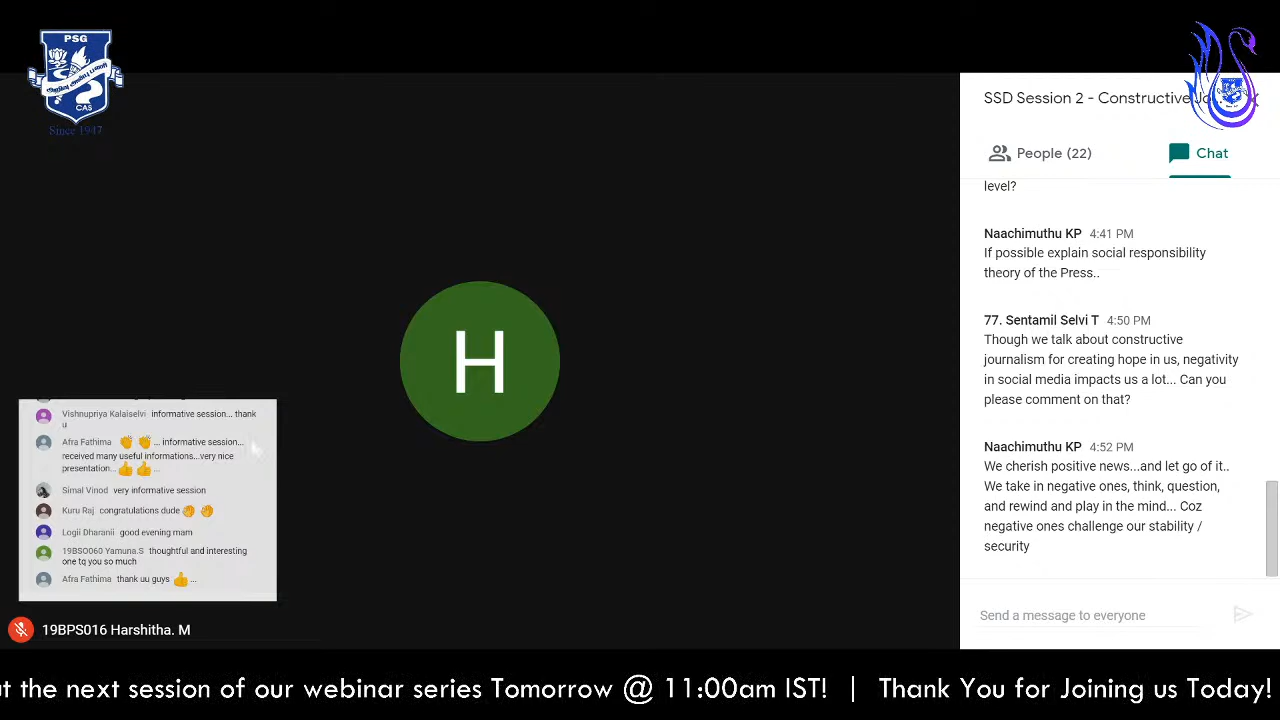 PSG
CAS
Since 1947
SSD Session 2 - Constructive Jo...
People (22)
Chat
level?
Naachimuthu KP 4:41 PM
If possible explain social responsibility
theory of the Press..
77. Sentamil Selvi T 4:50 PM
Though we talk about constructive
journalism for creating hope in us, negativity
in social media impacts us a lot... Can you
please comment on that?
Naachimuthu KP 4:52 PM
We cherish positive news...and let go of it..
We take in negative ones, think, question,
and rewind and play in the mind... Coz
negative ones challenge our stability /
security
Send a message to everyone
H
Vishnupriya Kalaiselvi informative session... thank
u
Afra Fathima 👏 👏 ... informative session...
received many useful informations...very nice
presentation... 👍 👍 ...
Simal Vinod very informative session
Kuru Raj congratulations dude 👏 👏
Logii Dharanii good evening mam
19BSO060 Yamuna.S thoughtful and interesting
one tq you so much
Afra Fathima thank uu guys 👍 ...
19BPS016 Harshitha. M
t the next session of our webinar series Tomorrow @ 11:00am IST! | Thank You for Joining us Today!